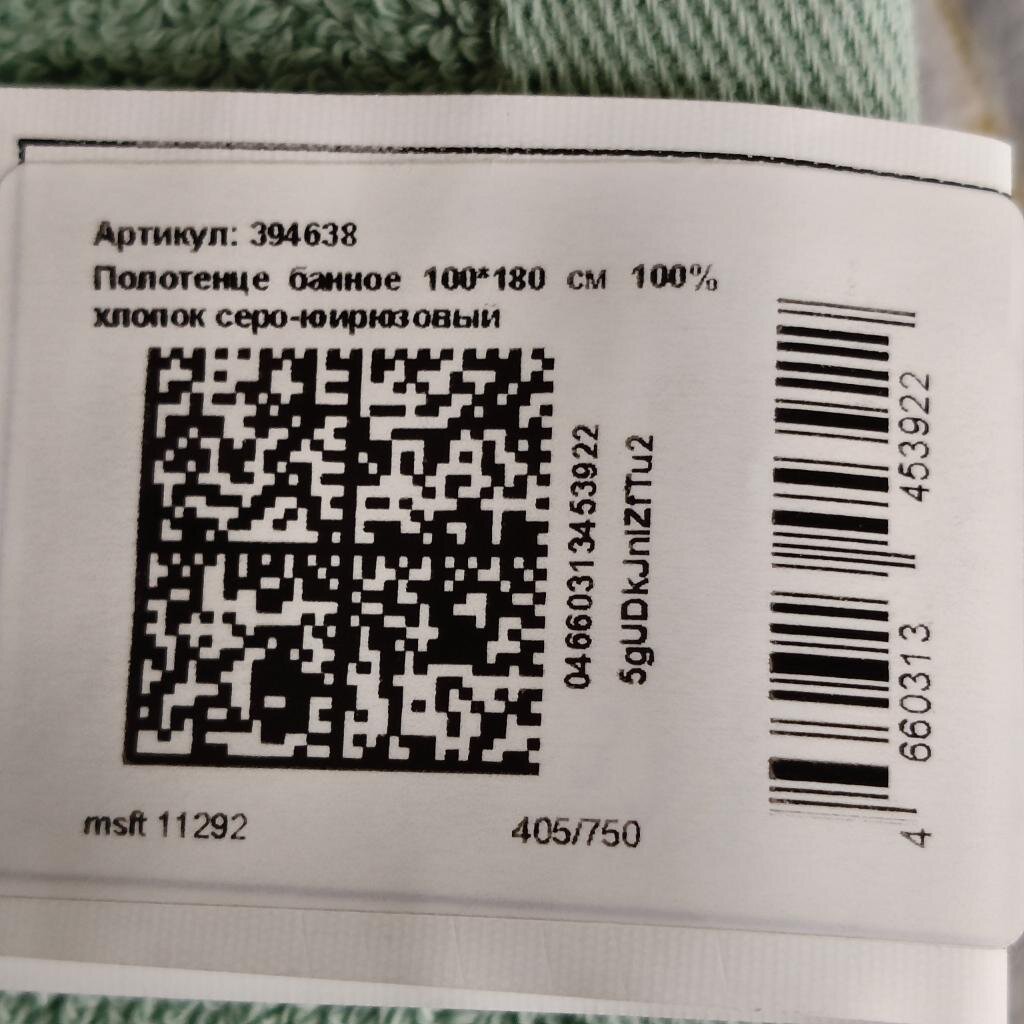 Артикул: 394638
Полотенце банное 100*180 см 100%
хлопок серо-юирюзовый
04660313453922
5gUDkJnIZfTu2
4 660313 453922
msft 11292
405/750